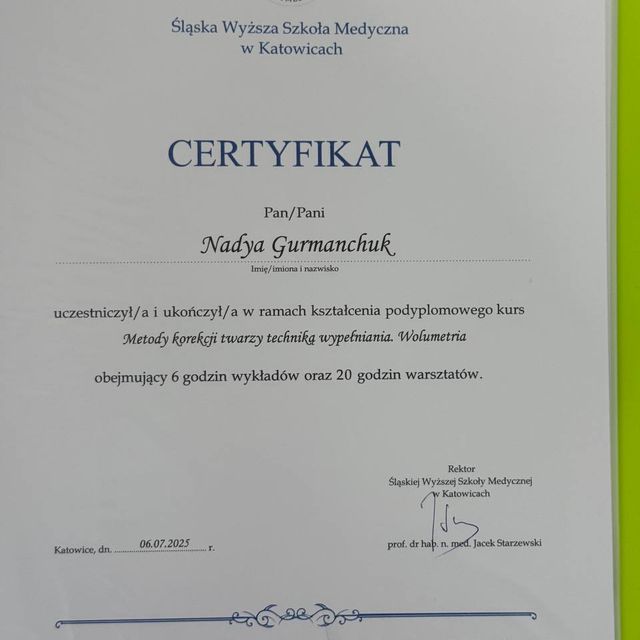 Śląska Wyższa Szkoła Medyczna
w Katowicach
CERTYFIKAT
Pan/Pani
Nadya Gurmanchuk
Imię/imiona i nazwisko
uczestniczył/a i ukończył/a w ramach kształcenia podyplomowego kurs
Metody korekcji twarzy techniką wypełniania. Wolumetria
obejmujący 6 godzin wykładów oraz 20 godzin warsztatów.
Rektor
Śląskiej Wyższej Szkoły Medycznej
w Katowicach
prof. dr hab. n. med. Jacek Starzewski
Katowice, dn. 06.07.2025 r.